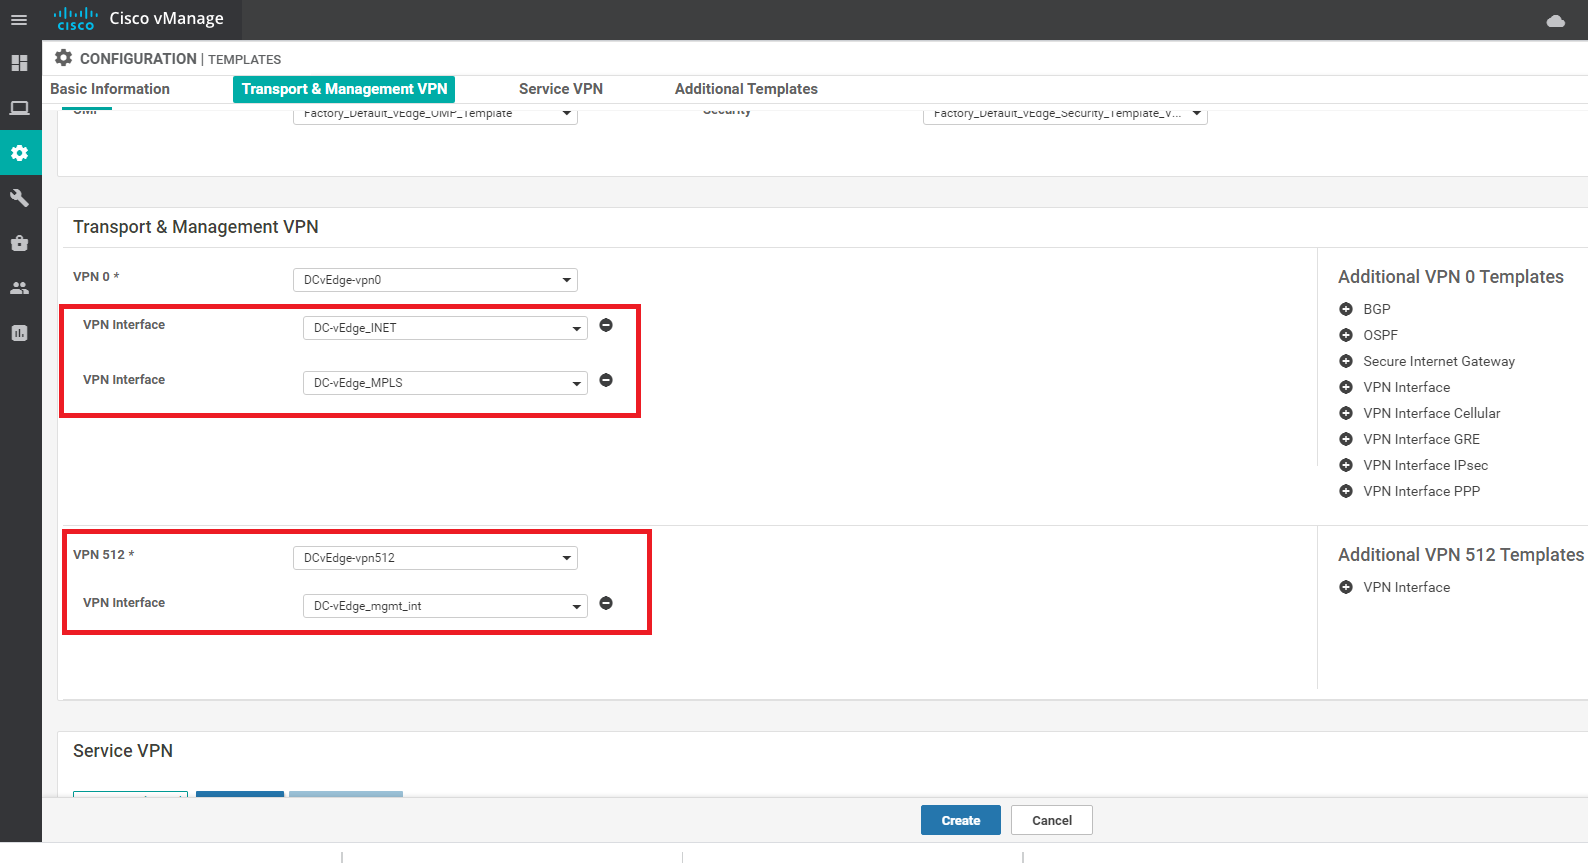 cisco Cisco vManage
CONFIGURATION | TEMPLATES
Basic Information Transport & Management VPN Service VPN Additional Templates
OMP Factory_Default_vEdge_OMP_Template Security Factory_Default_vEdge_Security_Template_V...
Transport & Management VPN
VPN 0 * DCvEdge-vpn0
VPN Interface DC-vEdge_INET
VPN Interface DC-vEdge_MPLS
Additional VPN 0 Templates
BGP
OSPF
Secure Internet Gateway
VPN Interface
VPN Interface Cellular
VPN Interface GRE
VPN Interface IPsec
VPN Interface PPP
VPN 512 * DCvEdge-vpn512
VPN Interface DC-vEdge_mgmt_int
Additional VPN 512 Templates
VPN Interface
Service VPN
Create Cancel